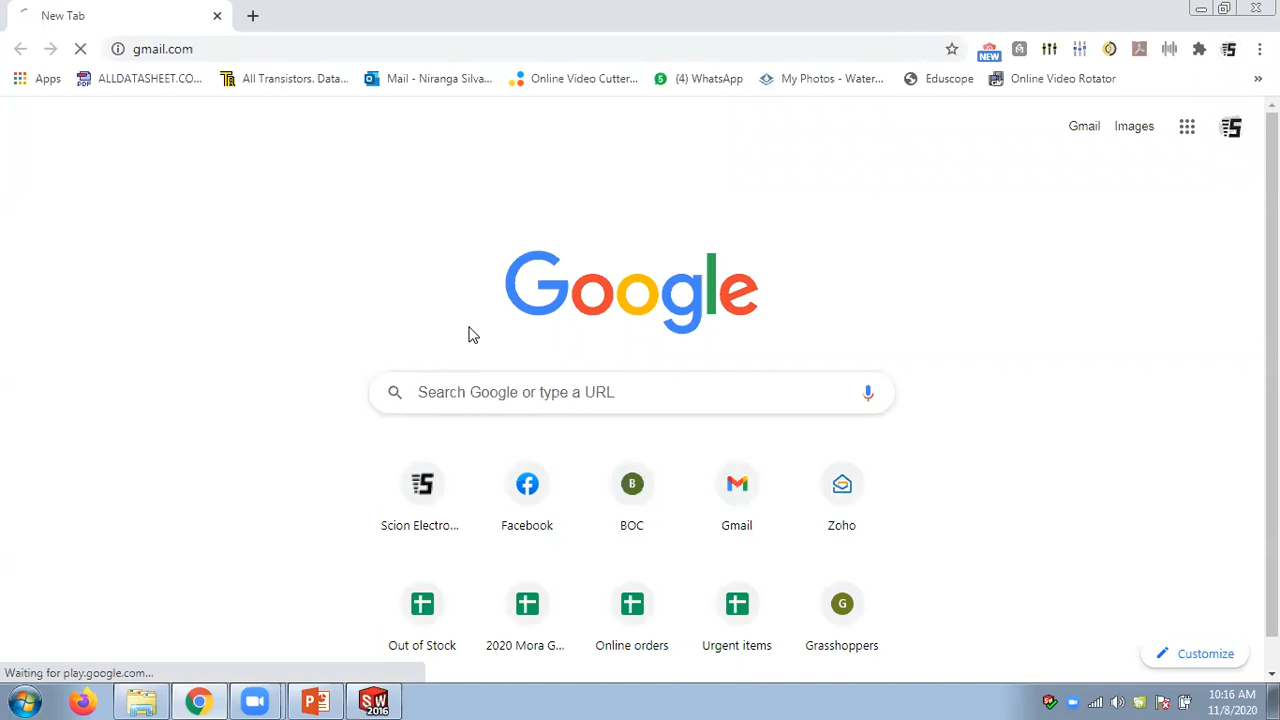 New Tab
gmail.com
NEW
Apps
ALLDATASHEET.CO...
All Transistors. Data...
Mail - Niranga Silva...
Online Video Cutter...
(4) WhatsApp
My Photos - Water...
Eduscope
Online Video Rotator
»
Gmail
Images
Google
Search Google or type a URL
Scion Electro...
Facebook
B
BOC
Gmail
Zoho
Out of Stock
2020 Mora G...
Online orders
Urgent items
G
Grasshoppers
Customize
Waiting for play.google.com...
SW
2016
10:16 AM
11/8/2020